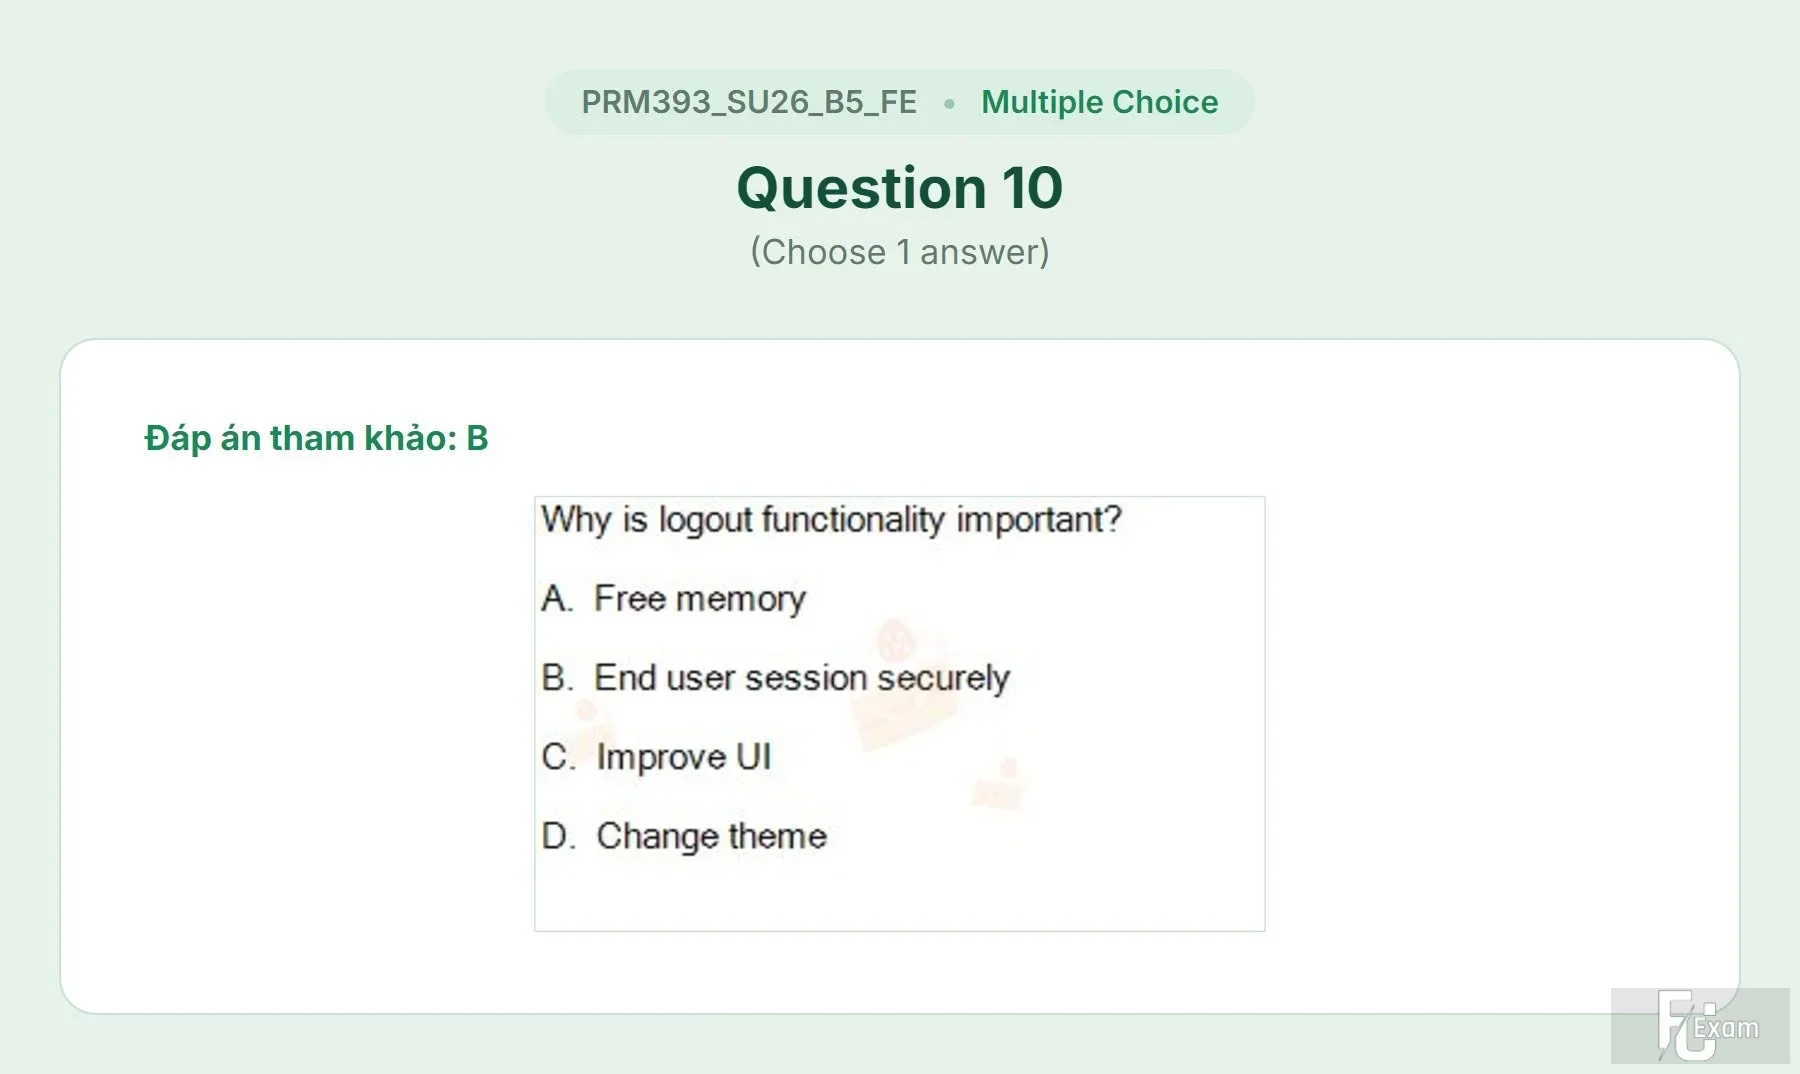 PRM393_SU26_B5_FE • Multiple Choice
Question 10
(Choose 1 answer)
Đáp án tham khảo: B
Why is logout functionality important?
A. Free memory
B. End user session securely
C. Improve UI
D. Change theme
FU Exam